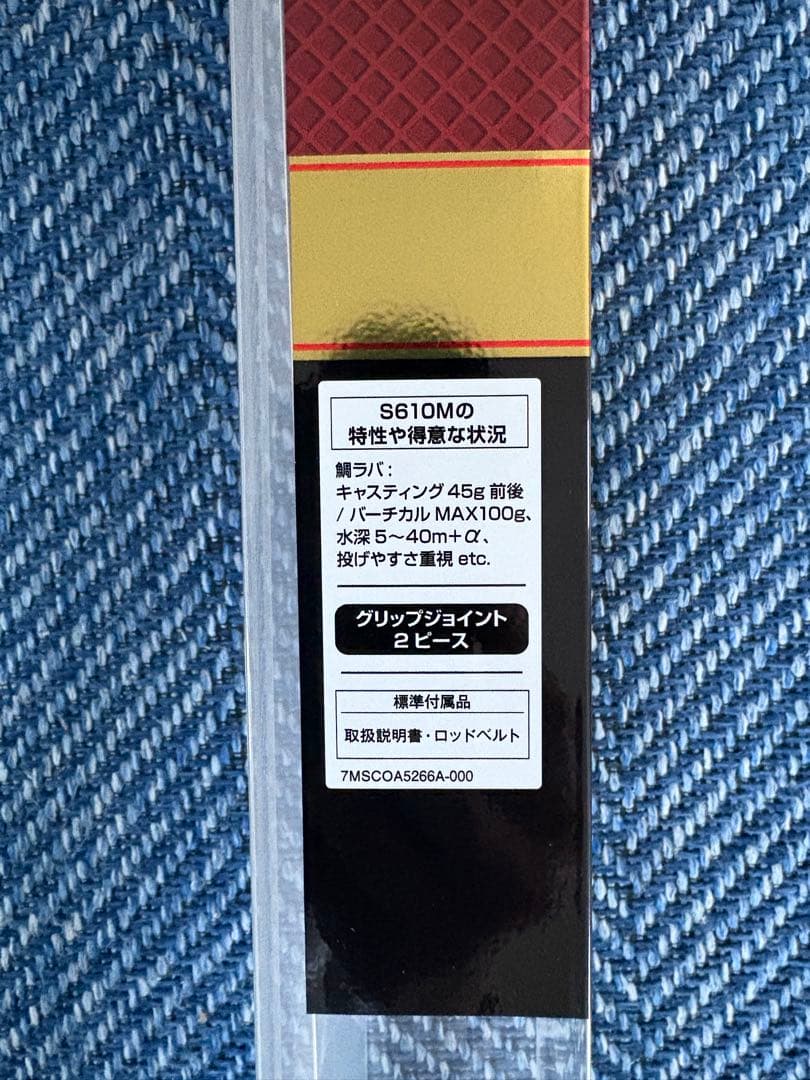 S610Mの
特性や得意な状況
鯛ラバ:
キャスティング 45g 前後
/ バーチカル MAX100g、
水深 5〜40m+α、
投げやすさ重視 etc.
グリップジョイント
2 ピース
標準付属品
取扱説明書・ロッドベルト
7MSCOA5266A-000